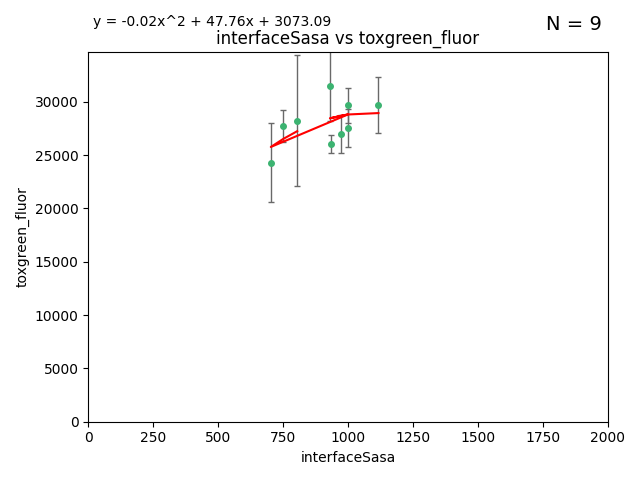 y = -0.02x^2 + 47.76x + 3073.09
N = 9
interfaceSasa vs toxgreen_fluor
30000
25000
20000
15000
10000
5000
0
toxgreen_fluor
0 250 500 750 1000 1250 1500 1750 2000
interfaceSasa